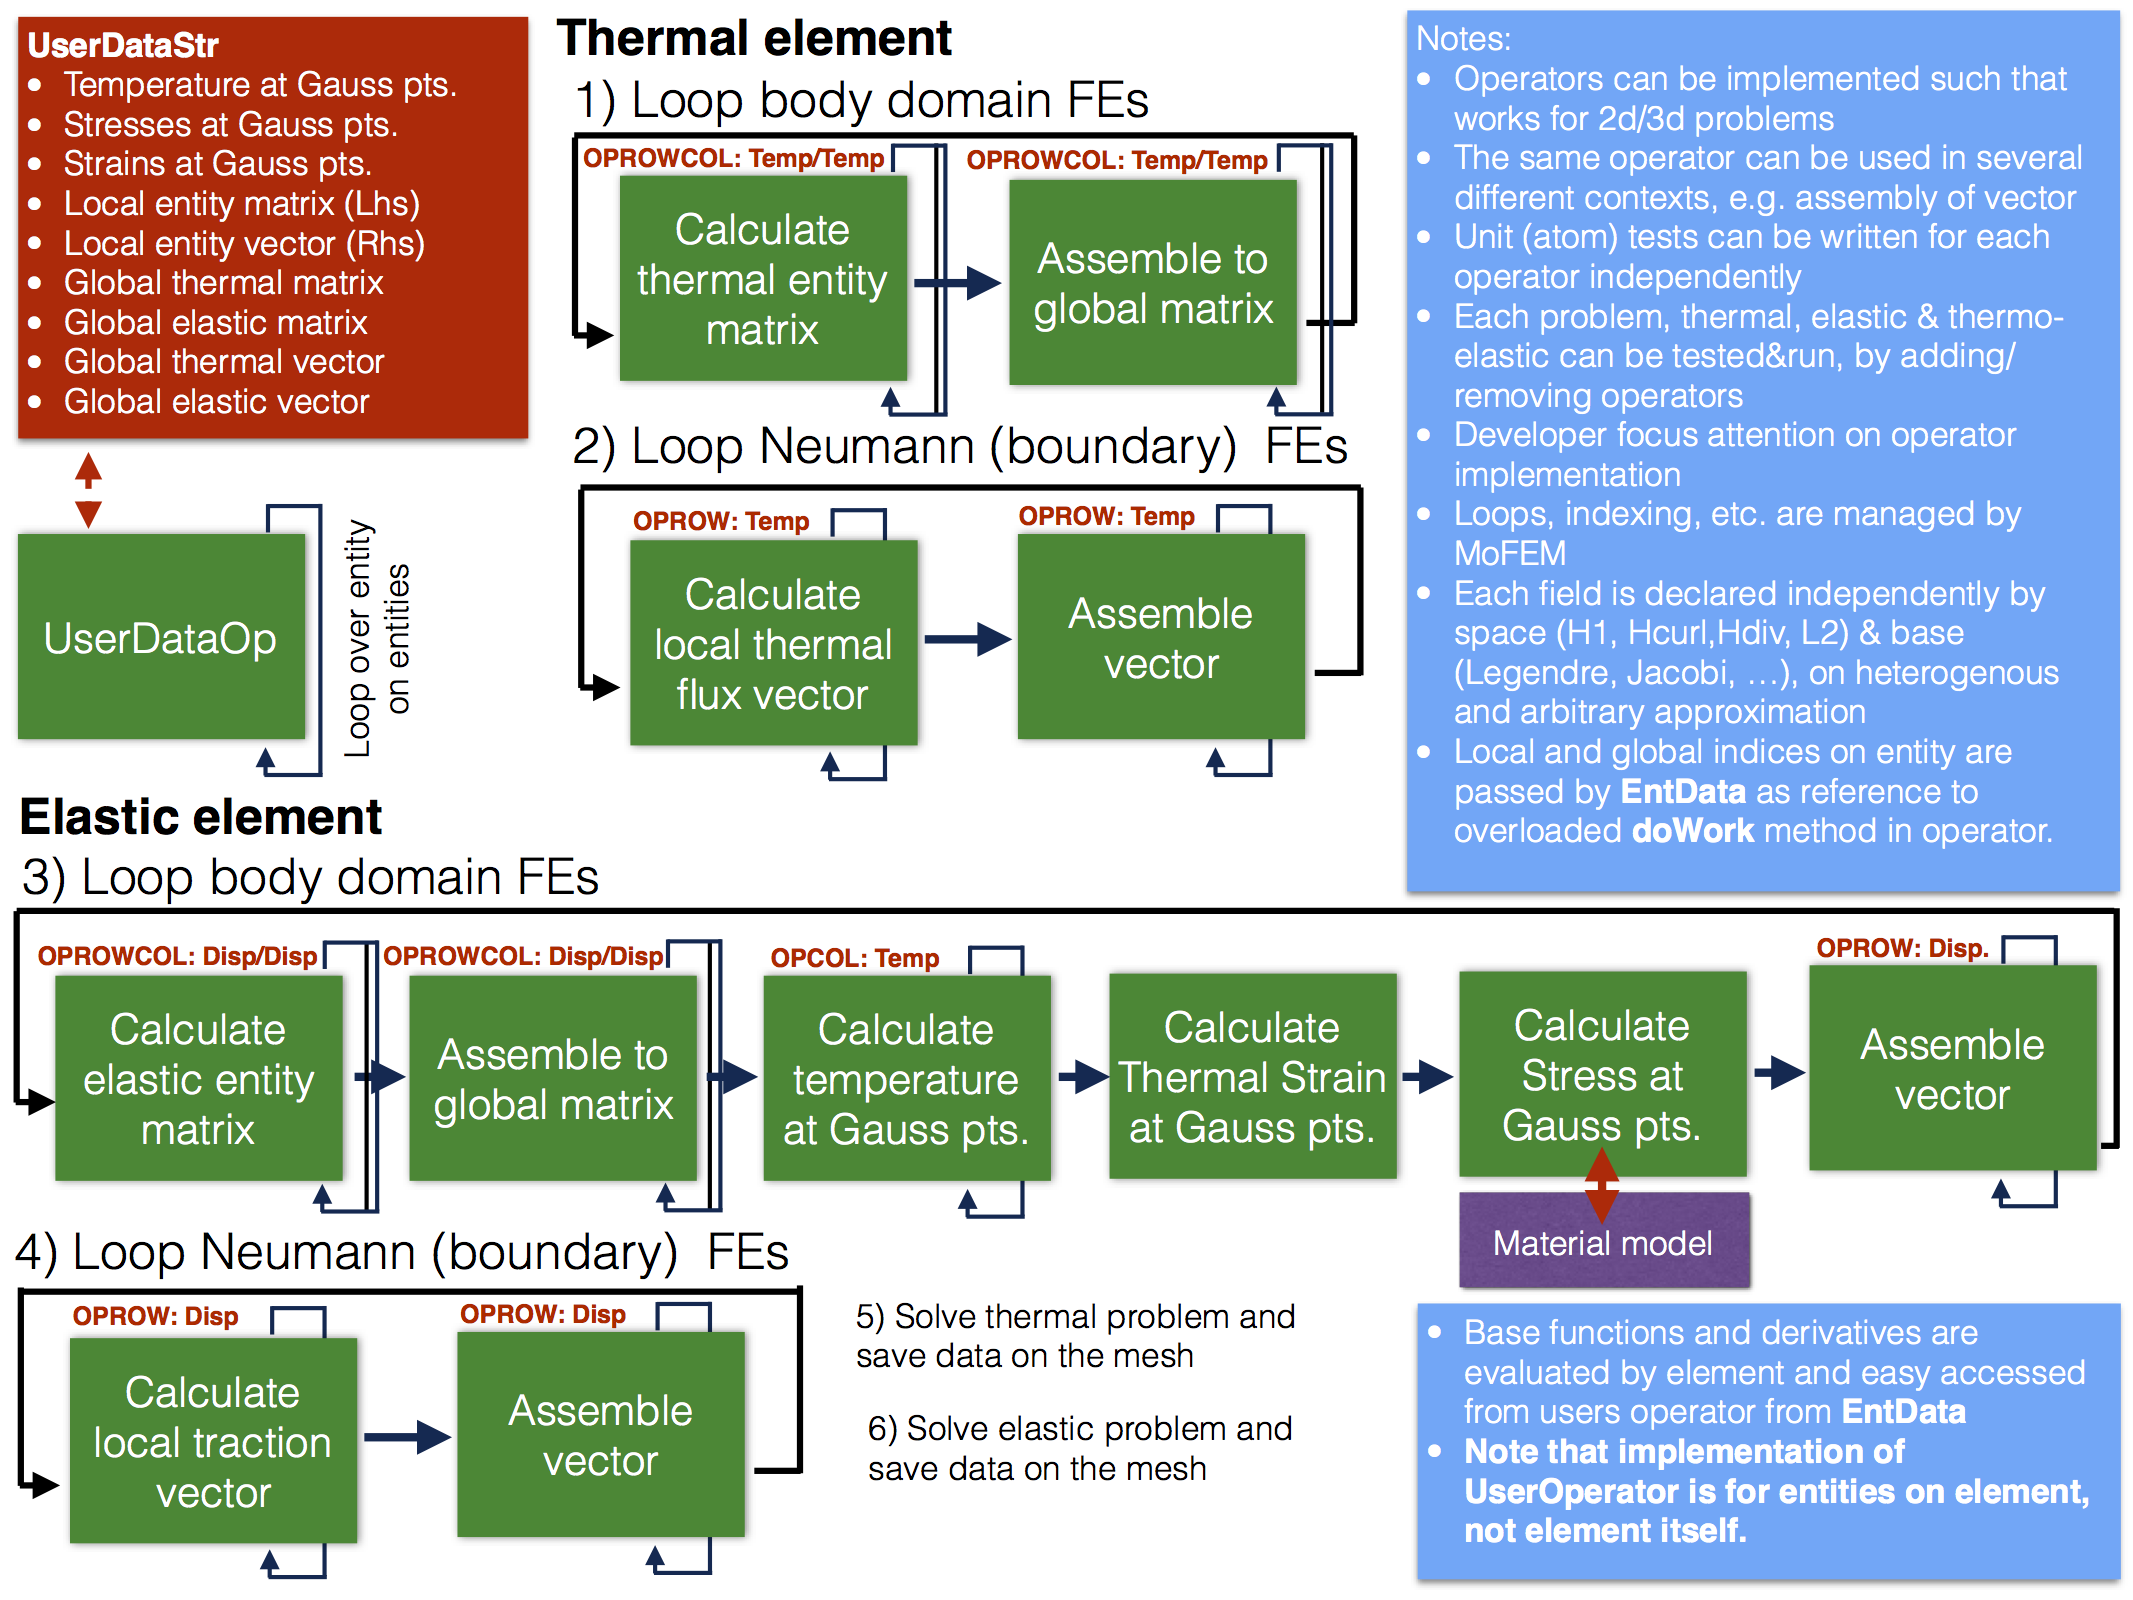 UserDataStr
• Temperature at Gauss pts.
• Stresses at Gauss pts.
• Strains at Gauss pts.
• Local entity matrix (Lhs)
• Local entity vector (Rhs)
• Global thermal matrix
• Global elastic matrix
• Global thermal vector
• Global elastic vector
UserDataOp
Loop over entity
on entities
Thermal element
1) Loop body domain FEs
OPROWCOL: Temp/Temp
Calculate
thermal entity
matrix
OPROWCOL: Temp/Temp
Assemble to
global matrix
2) Loop Neumann (boundary) FEs
OPROW: Temp
Calculate
local thermal
flux vector
OPROW: Temp
Assemble
vector
Notes:
• Operators can be implemented such that
works for 2d/3d problems
• The same operator can be used in several
different contexts, e.g. assembly of vector
• Unit (atom) tests can be written for each
operator independently
• Each problem, thermal, elastic & thermo-
elastic can be tested&run, by adding/
removing operators
• Developer focus attention on operator
implementation
• Loops, indexing, etc. are managed by
MoFEM
• Each field is declared independently by
space (H1, Hcurl,Hdiv, L2) & base
(Legendre, Jacobi, …), on heterogenous
and arbitrary approximation
• Local and global indices on entity are
passed by EntData as reference to
overloaded doWork method in operator.
Elastic element
3) Loop body domain FEs
OPROWCOL: Disp/Disp
Calculate
elastic entity
matrix
OPROWCOL: Disp/Disp
Assemble to
global matrix
OPCOL: Temp
Calculate
temperature
at Gauss pts.
Calculate
Thermal Strain
at Gauss pts.
Calculate
Stress at
Gauss pts.
Material model
OPROW: Disp.
Assemble
vector
4) Loop Neumann (boundary) FEs
OPROW: Disp
Calculate
local traction
vector
OPROW: Disp
Assemble
vector
5) Solve thermal problem and
save data on the mesh
6) Solve elastic problem and
save data on the mesh
• Base functions and derivatives are
evaluated by element and easy accessed
from users operator from EntData
• Note that implementation of
UserOperator is for entities on element,
not element itself.